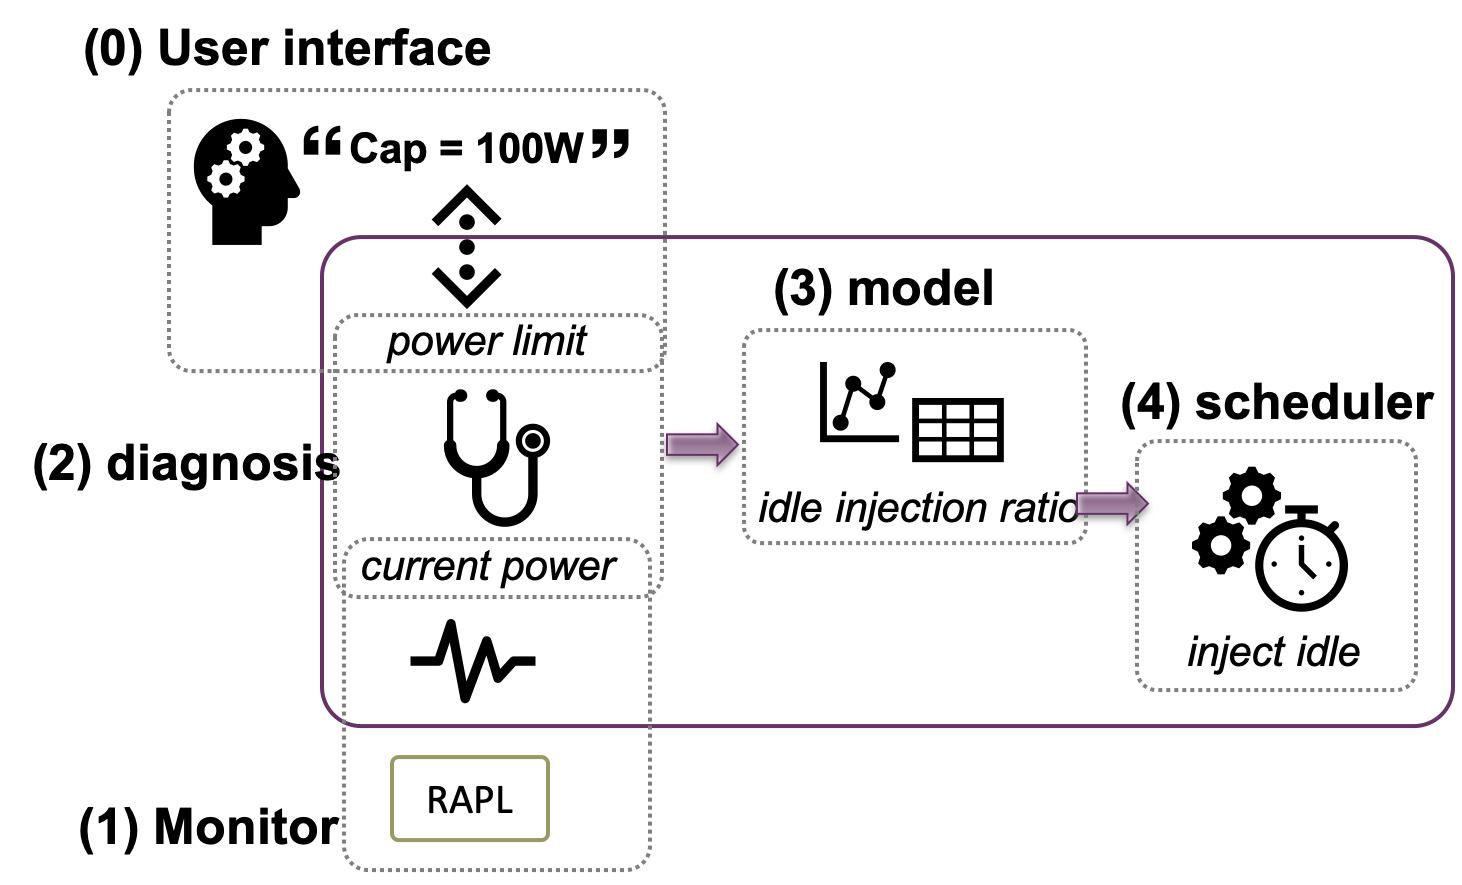 (0) User interface
“Cap = 100W”
power limit
(3) model
(4) scheduler
(2) diagnosis
idle injection ratio
current power
inject idle
RAPL
(1) Monitor